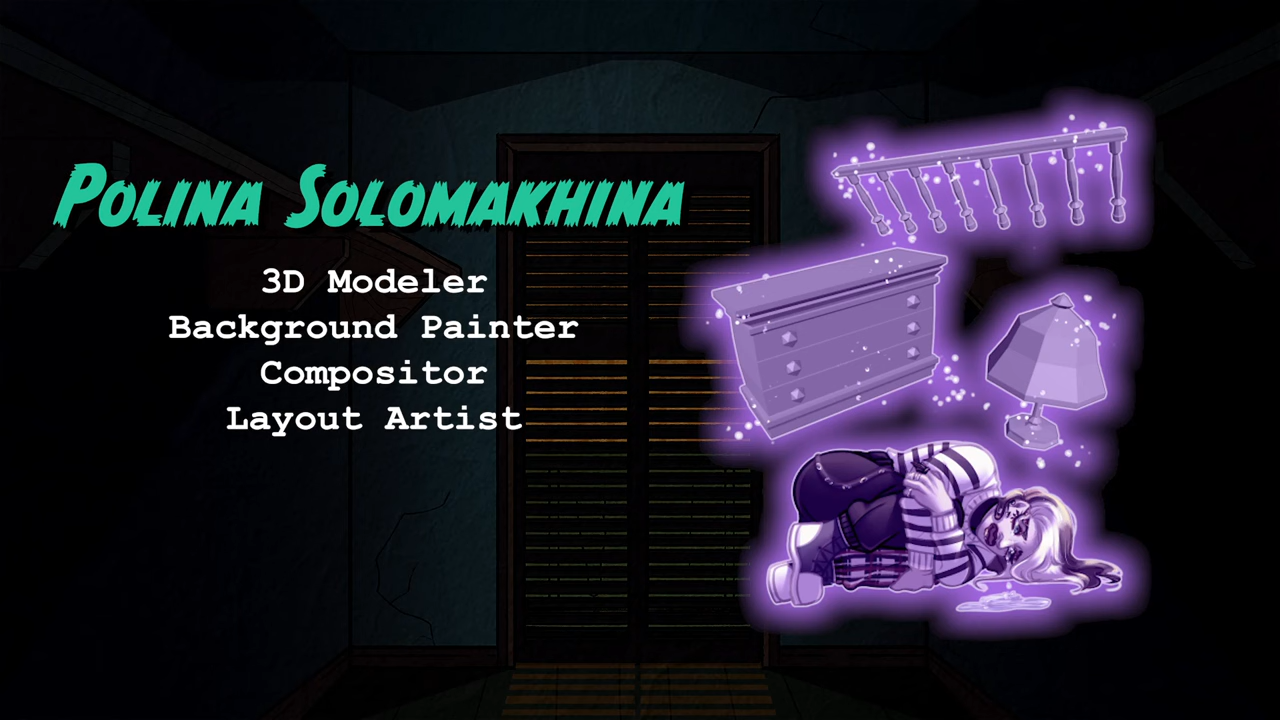 Polina Solomakhina
3D Modeler
Background Painter
Compositor
Layout Artist